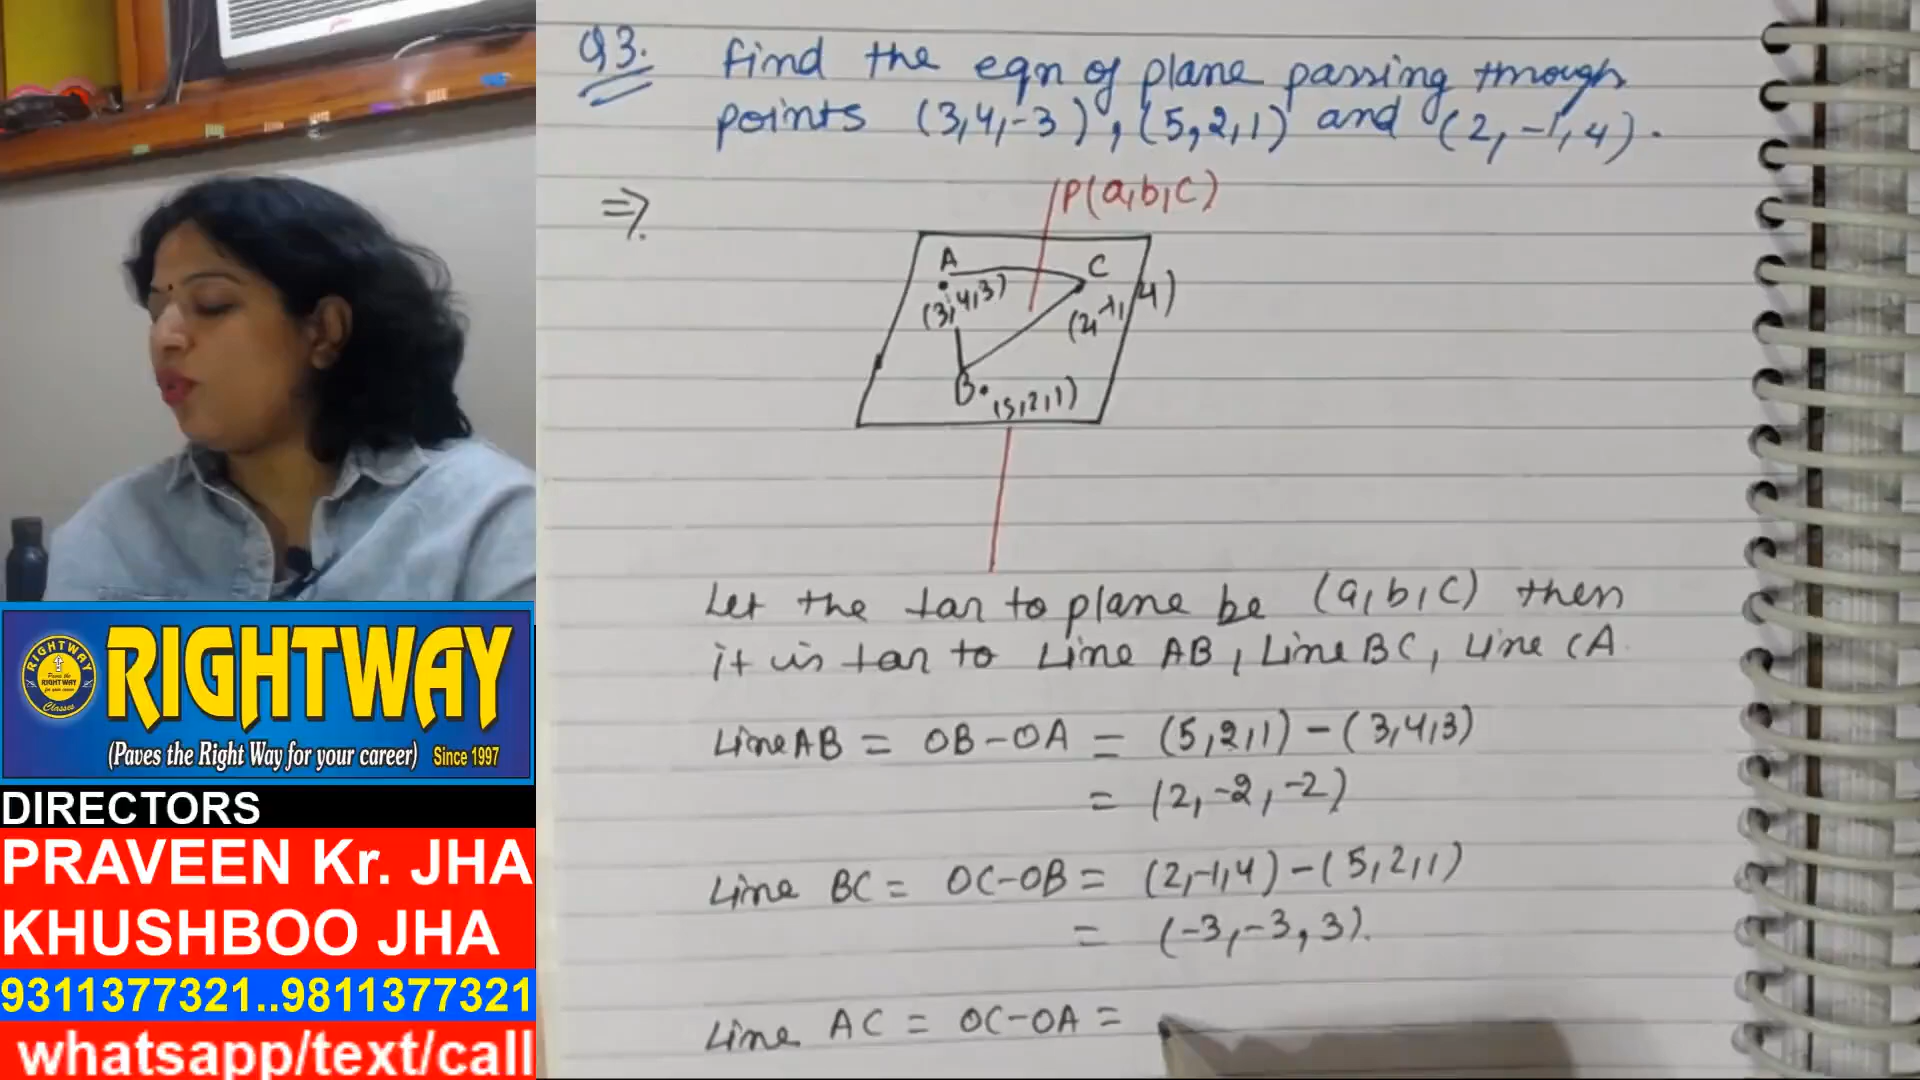 Q3. Find the eqn of plane passing through
points (3,4,-3), (5,2,1) and (2,-1,4).
⇒
P(a,b,c)
A
C
(3,4,3)
(2,-1,4)
B
(5,2,1)
Let the lar to plane be (a,b,c) then
it is lar to Line AB, Line BC, Line CA.
Line AB = OB-OA = (5,2,1) - (3,4,3)
= (2,-2,-2)
Line BC = OC-OB = (2,-1,4) - (5,2,1)
= (-3,-3,3).
Line AC = OC-OA =
RIGHTWAY
Classes
RIGHTWAY
(Paves the Right Way for your career) Since 1997
DIRECTORS
PRAVEEN Kr. JHA
KHUSHBOO JHA
9311377321..9811377321
whatsapp/text/call